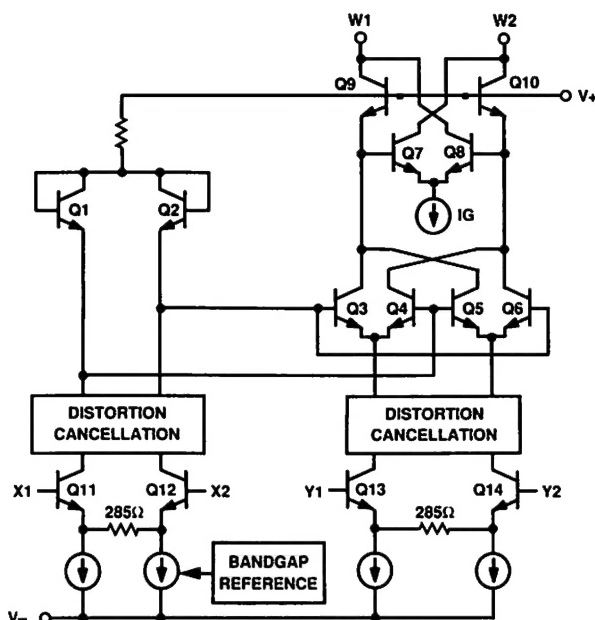 W1 W2
Q9 Q10
V+
Q7 Q8
Q1 Q2
IG
Q3 Q4 Q5 Q6
DISTORTION
CANCELLATION
DISTORTION
CANCELLATION
X1 Q11 Q12 X2
Y1 Q13 Q14 Y2
285Ω
285Ω
BANDGAP
REFERENCE
V–